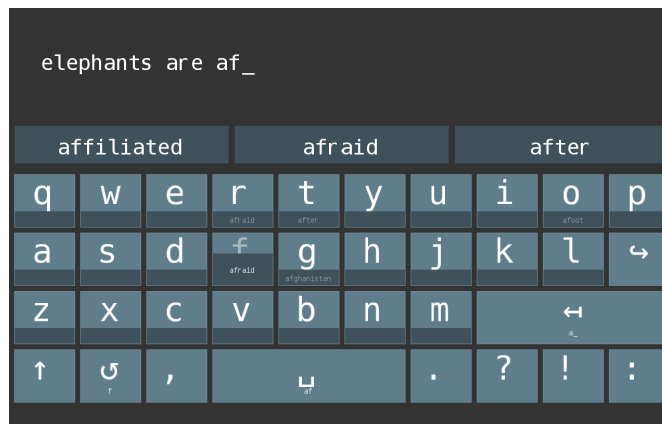 elephants are af_
affiliated afraid after
q w e r t y u i o p
afraid after afoot
a s d f g h j k l ↪
afraid afghanistan
z x c v b n m ↤
a_
↑ ↺ , ␣ . ? ! :
f af